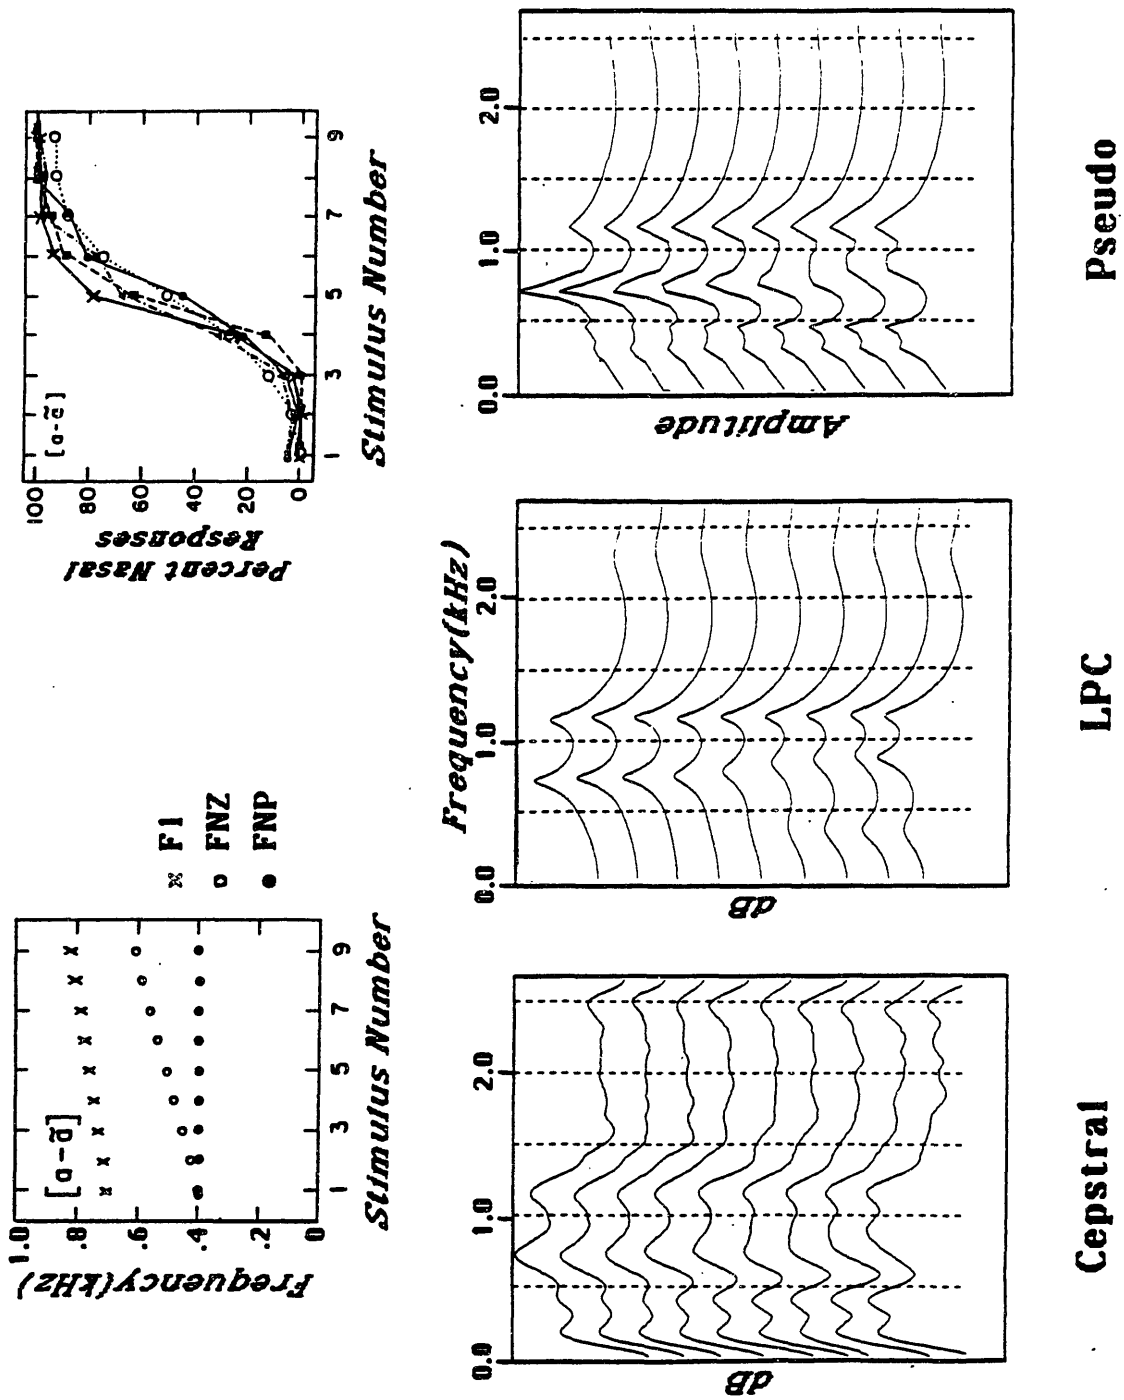 [a-ã]
Frequency(kHz)
1.0
.8
.6
.4
.2
0
1 3 5 7 9
Stimulus Number
F1
FNZ
FNP
[a-ã]
Percent Nasal
Responses
100
80
60
40
20
0
1 3 5 7 9
Stimulus Number
Frequency(kHz)
0.0 1.0 2.0
dB
Cepstral
0.0 1.0 2.0
dB
LPC
0.0 1.0 2.0
Amplitude
Pseudo